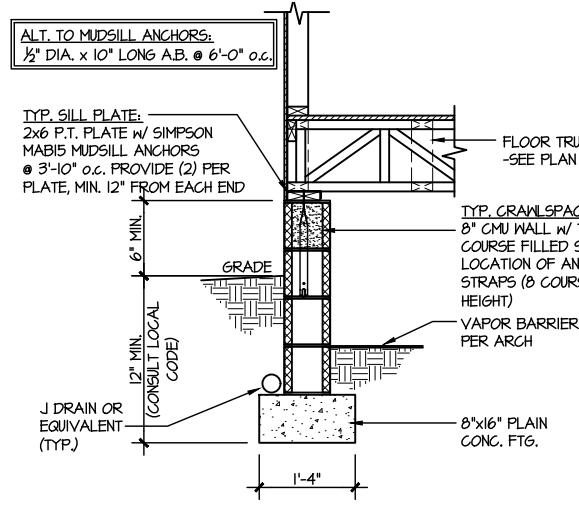 ALT. TO MUDSILL ANCHORS:
½" DIA. x 10" LONG A.B. @ 6'-0" o.c.
TYP. SILL PLATE:
2x6 P.T. PLATE w/ SIMPSON
MAB15 MUDSILL ANCHORS
@ 3'-10" o.c. PROVIDE (2) PER
PLATE, MIN. 12" FROM EACH END
FLOOR TRU
-SEE PLAN
TYP. CRAWLSPAC
8" CMU WALL w/ T
COURSE FILLED S
LOCATION OF AN
STRAPS (8 COURS
HEIGHT)
VAPOR BARRIER
PER ARCH
6" MIN.
GRADE
12" MIN.
(CONSULT LOCAL
CODE)
J DRAIN OR
EQUIVALENT
(TYP.)
8"x16" PLAIN
CONC. FTG.
1'-4"